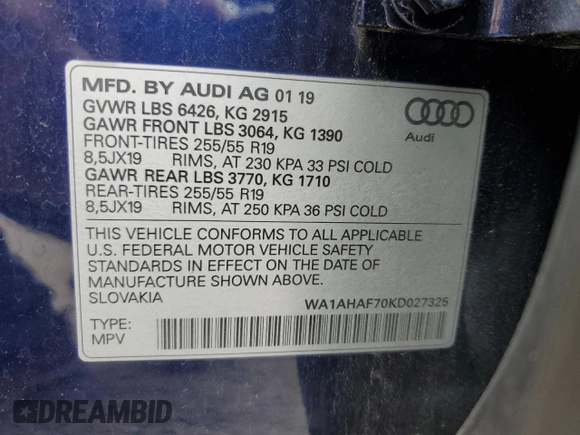 MFD. BY AUDI AG 01 19
GVWR LBS 6426, KG 2915
GAWR FRONT LBS 3064, KG 1390
FRONT-TIRES 255/55 R19
8,5JX19 RIMS, AT 230 KPA 33 PSI COLD
GAWR REAR LBS 3770, KG 1710
REAR-TIRES 255/55 R19
8,5JX19 RIMS, AT 250 KPA 36 PSI COLD
Audi
THIS VEHICLE CONFORMS TO ALL APPLICABLE
U.S. FEDERAL MOTOR VEHICLE SAFETY
STANDARDS IN EFFECT ON THE DATE OF
MANUFACTURE SHOWN ABOVE.
SLOVAKIA WA1AHAF70KD027325
TYPE:
MPV
DREAMBID